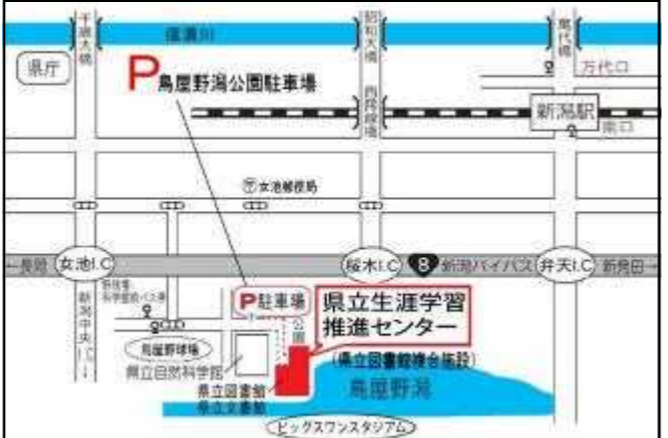 千歳大橋
信濃川
昭和大橋
萬代橋
県庁
P鳥屋野潟公園駐車場
万代口
西跨線橋
新潟駅
南口
〒女池郵便局
←長岡
女池I.C
桜木I.C
8
新潟バイパス
弁天I.C
新発田→
新潟中央
P駐車場
公園
県立生涯学習
推進センター
鳥屋野球場
県立自然科学館
(県立図書館複合施設)
県立図書館
県立文書館
鳥屋野潟
ビッグスワンスタジアム